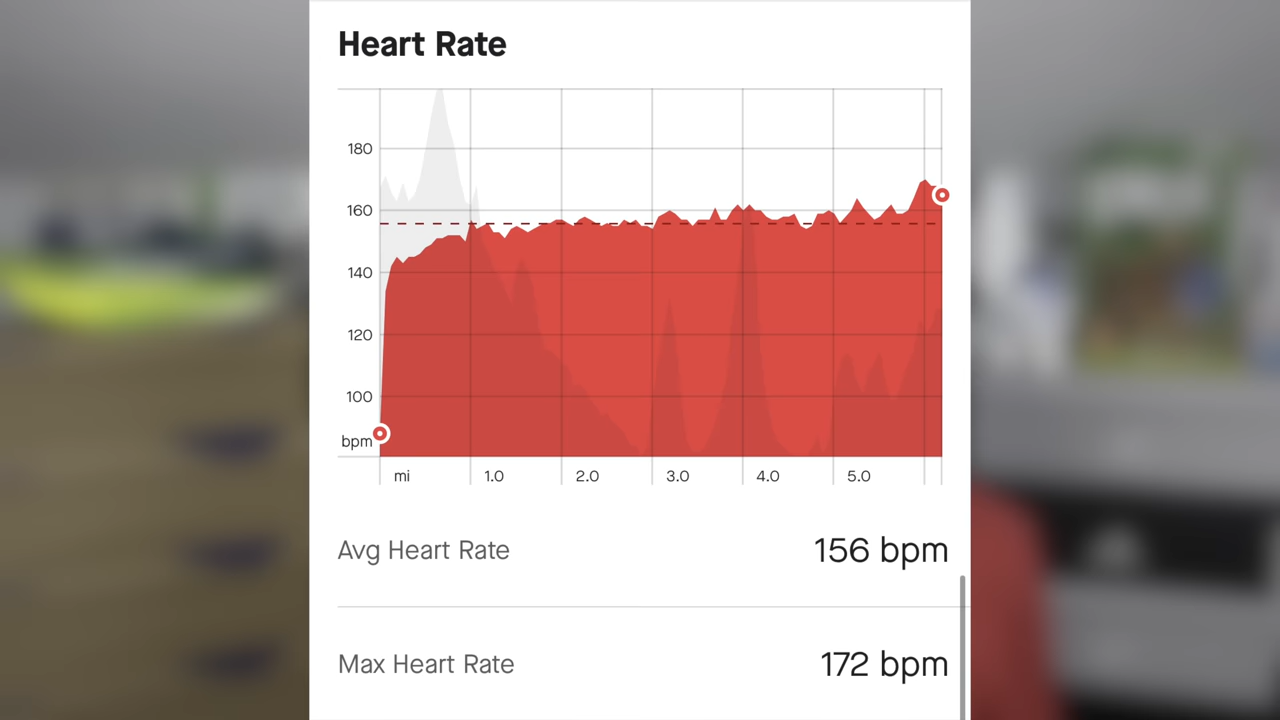 Heart Rate
180
160
140
120
100
bpm
mi 1.0 2.0 3.0 4.0 5.0
Avg Heart Rate 156 bpm
Max Heart Rate 172 bpm